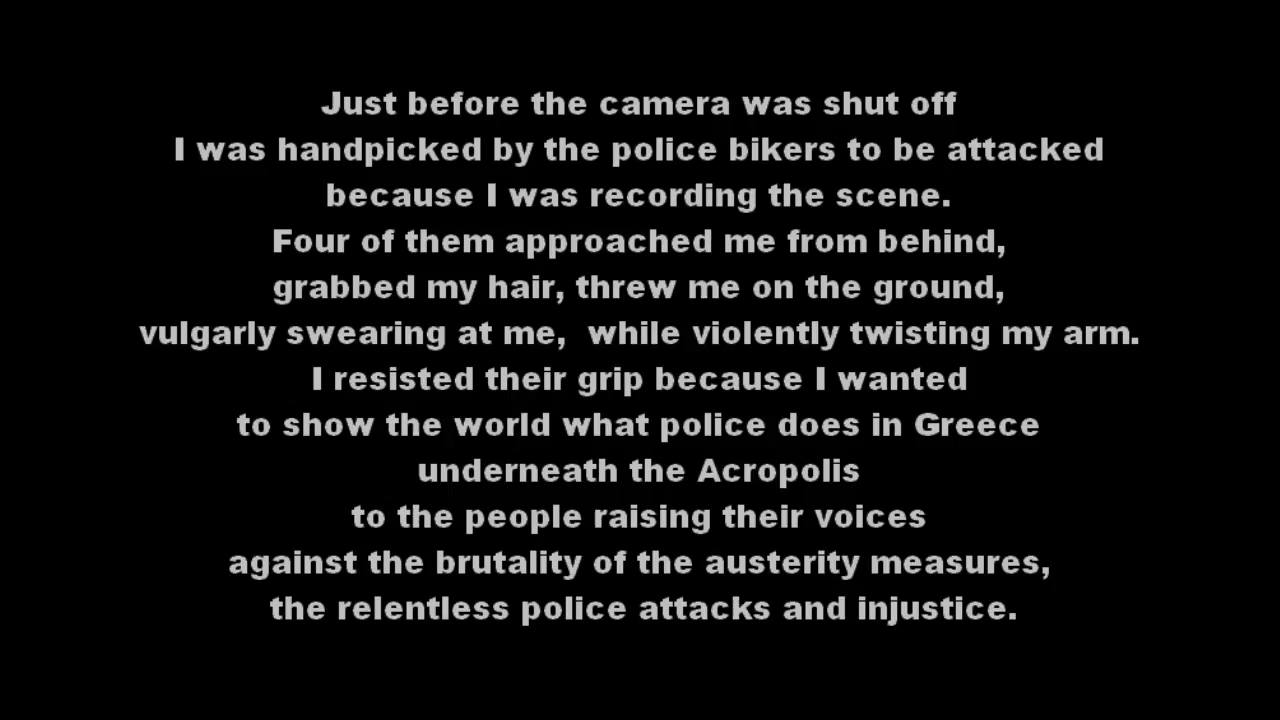 Just before the camera was shut off
I was handpicked by the police bikers to be attacked
because I was recording the scene.
Four of them approached me from behind,
grabbed my hair, threw me on the ground,
vulgarly swearing at me,  while violently twisting my arm.
I resisted their grip because I wanted
to show the world what police does in Greece
underneath the Acropolis
to the people raising their voices
against the brutality of the austerity measures,
the relentless police attacks and injustice.